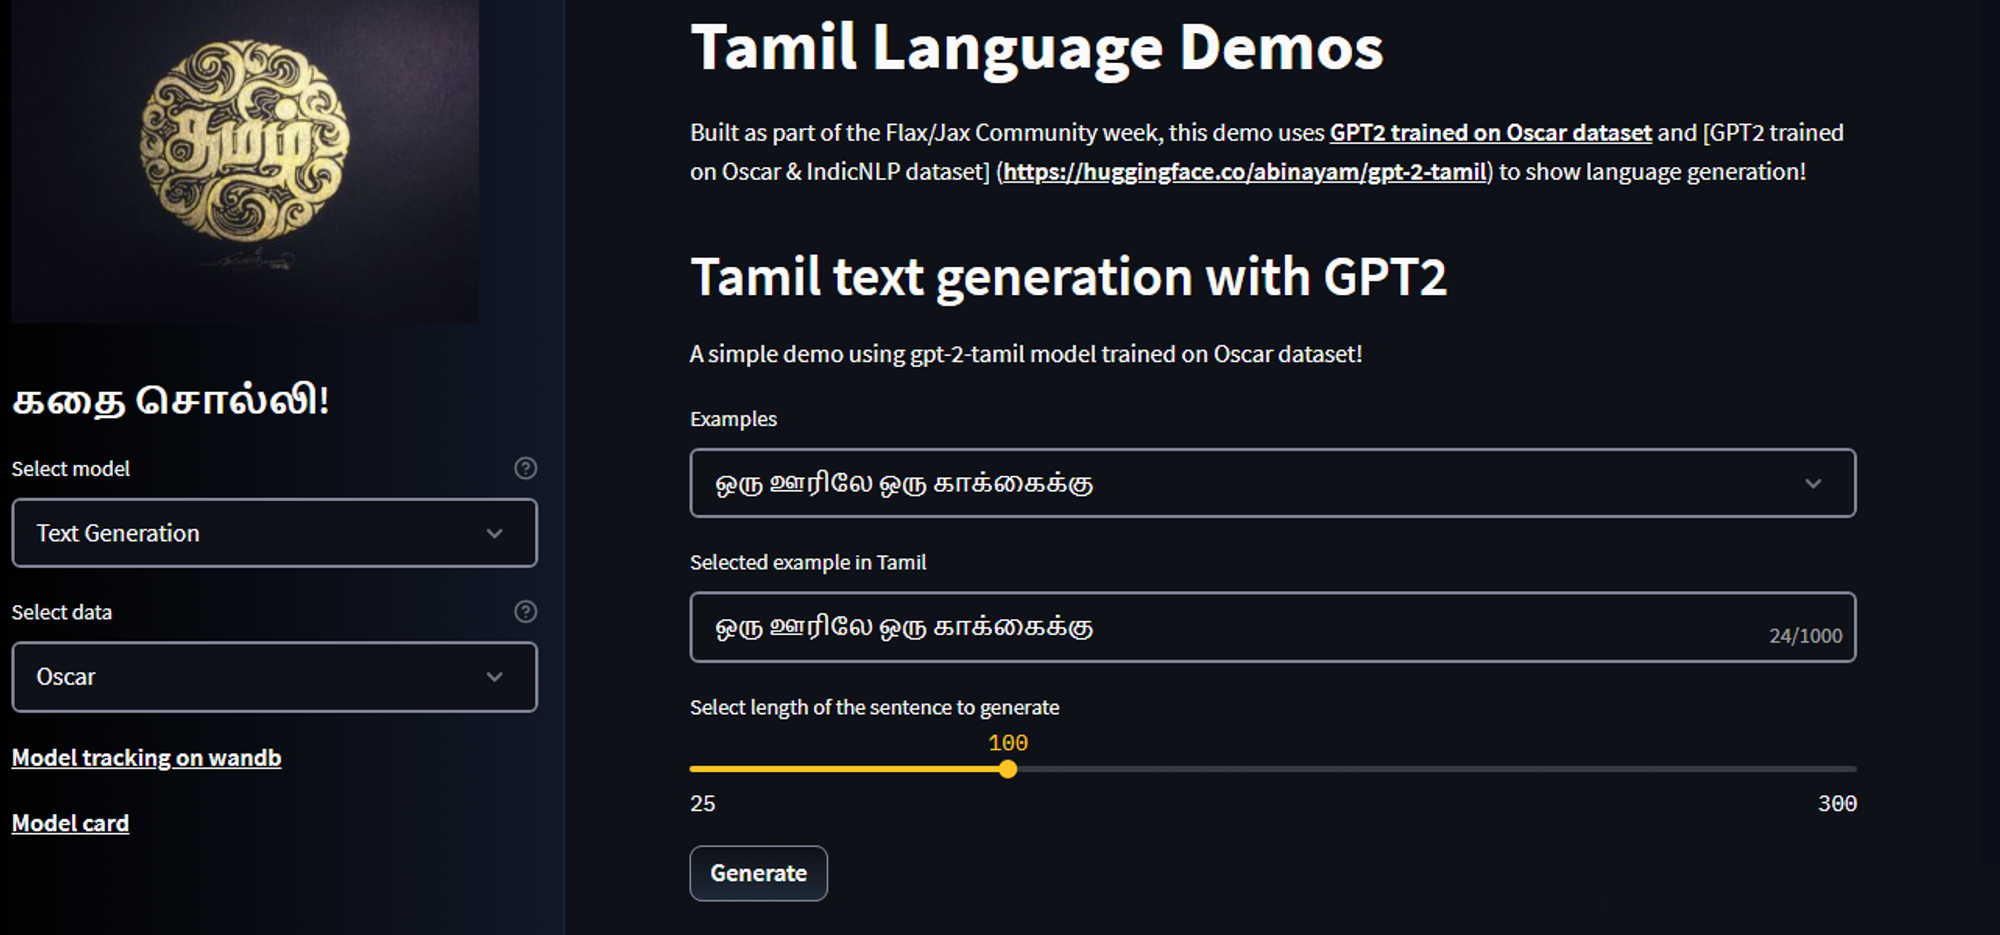 தமிழ்
கதை சொல்லி!
Select model
Text Generation
Select data
Oscar
Model tracking on wandb
Model card
Tamil Language Demos
Built as part of the Flax/Jax Community week, this demo uses GPT2 trained on Oscar dataset and [GPT2 trained
on Oscar & IndicNLP dataset] (https://huggingface.co/abinayam/gpt-2-tamil) to show language generation!
Tamil text generation with GPT2
A simple demo using gpt-2-tamil model trained on Oscar dataset!
Examples
ஒரு ஊரிலே ஒரு காக்கைக்கு
Selected example in Tamil
ஒரு ஊரிலே ஒரு காக்கைக்கு
24/1000
Select length of the sentence to generate
100
25
300
Generate